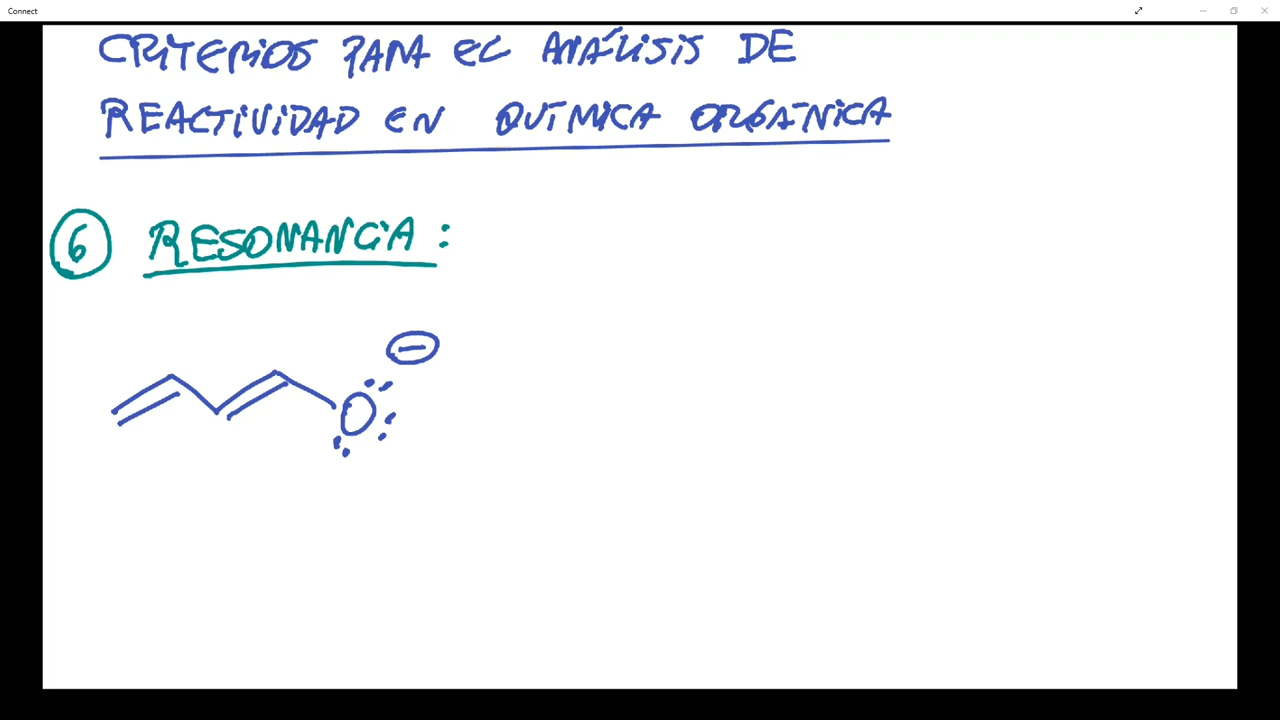 Connect
CRITERIOS PARA EL ANÁLISIS DE
REACTIVIDAD EN QUÍMICA ORGÁNICA
6 RESONANCIA:
⊖
O